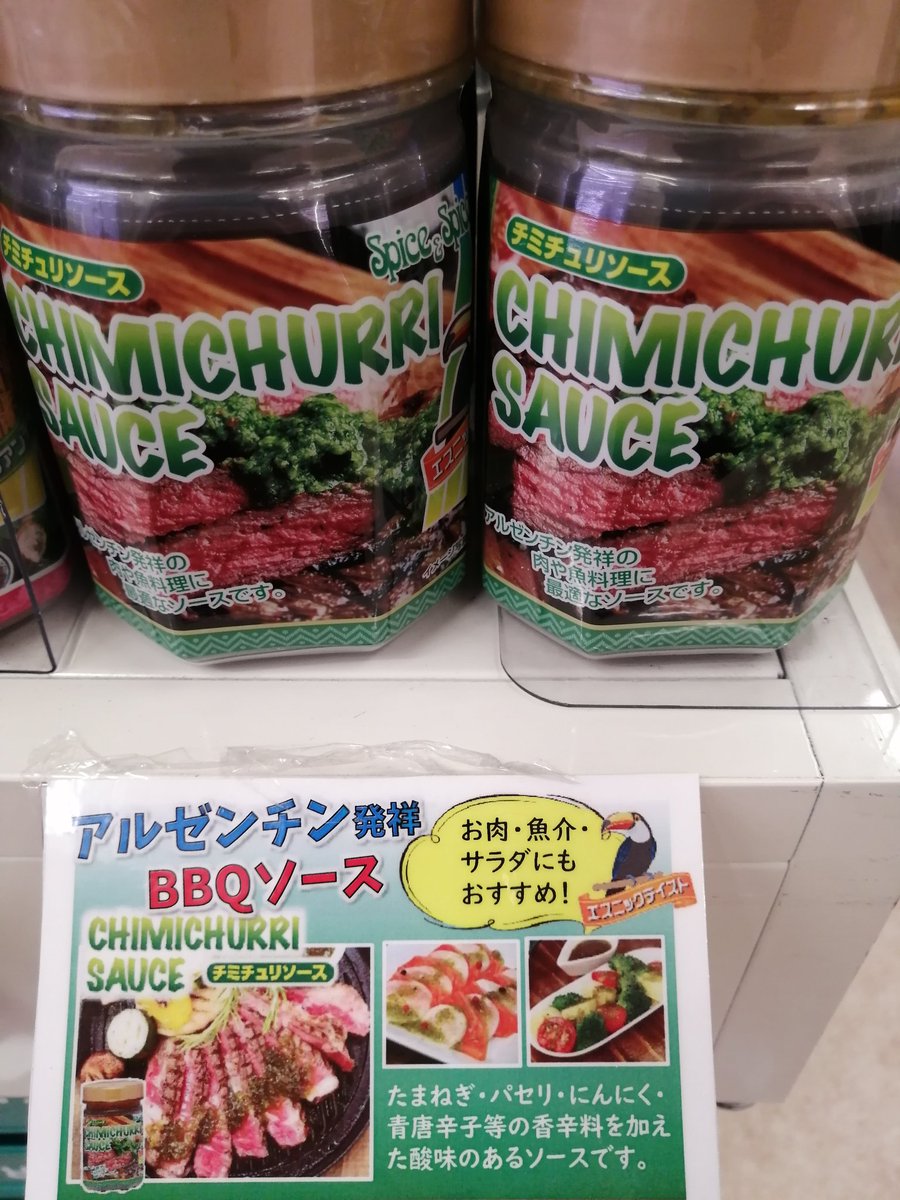 チミチュリソース
Spice & Spice
CHIMICHURRI
SAUCE
エスニッ
アルゼンチン発祥の
肉や魚料理に
最適なソースです。
イメージ
チミチュリソース
CHIMICHUR
SAUCE
アルゼンチン発祥の
肉や魚料理に
最適なソースです。
アルゼンチン発祥
BBQソース
お肉・魚介・
サラダにも
おすすめ!
エスニックテイスト
CHIMICHURRI
SAUCE
チミチュリソース
CHIMICHURRI
SAUCE
たまねぎ・パセリ・にんにく・
青唐辛子等の香辛料を加え
た酸味のあるソースです。